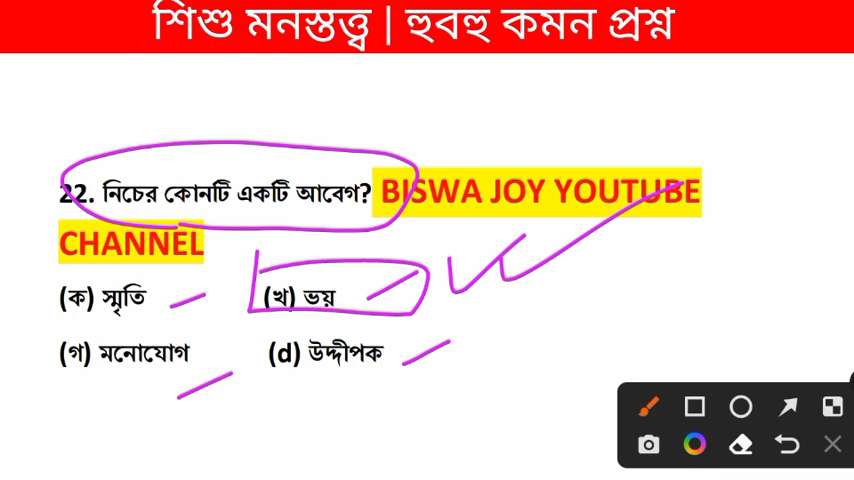 শিশু মনস্তত্ত্ব | হুবহু কমন প্রশ্ন
22. নিচের কোনটি একটি আবেগ? BISWA JOY YOUTUBE
CHANNEL
(ক) স্মৃতি (খ) ভয়
(গ) মনোযোগ (d) উদ্দীপক